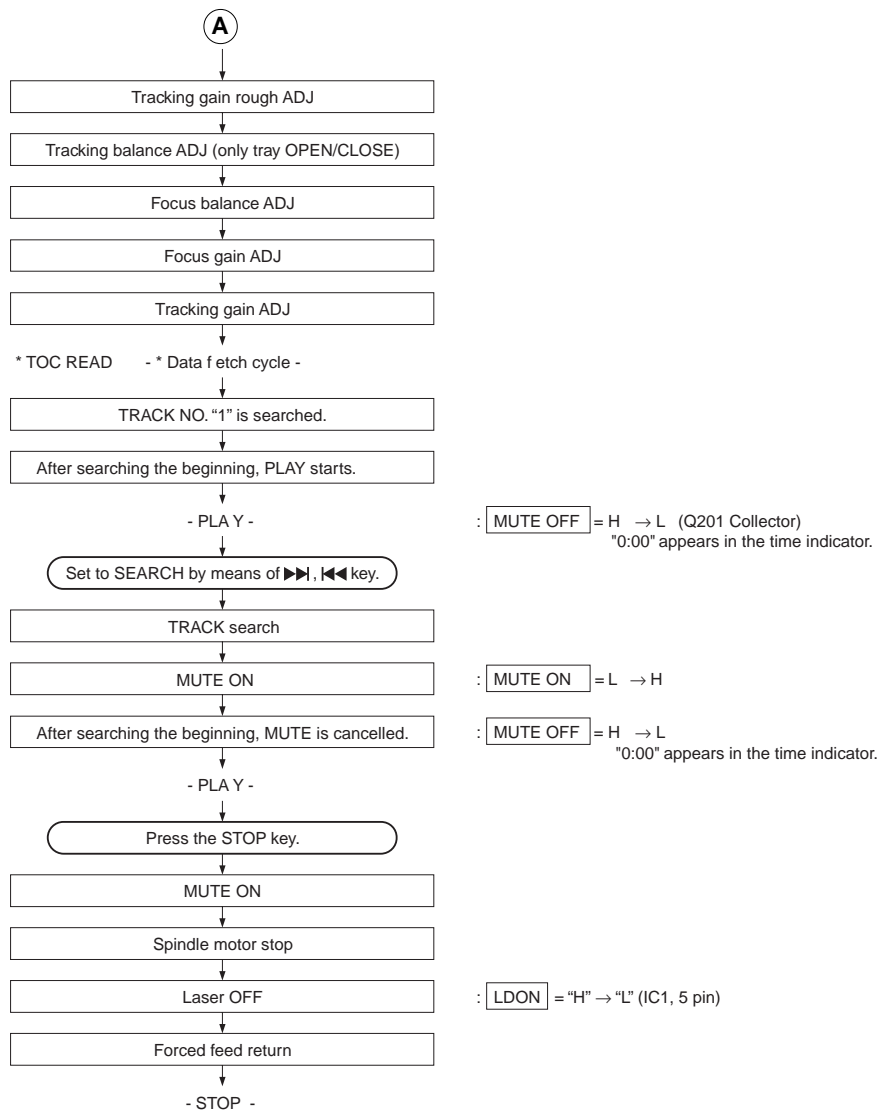 A
Tracking gain rough ADJ
Tracking balance ADJ (only tray OPEN/CLOSE)
Focus balance ADJ
Focus gain ADJ
Tracking gain ADJ
* TOC READ - * Data f etch cycle -
TRACK NO. “1” is searched.
After searching the beginning, PLAY starts.
- PLA Y - : MUTE OFF = H → L (Q201 Collector)
"0:00" appears in the time indicator.
Set to SEARCH by means of ▶▶|, |◀◀ key.
TRACK search
MUTE ON : MUTE ON = L → H
After searching the beginning, MUTE is cancelled. : MUTE OFF = H → L
"0:00" appears in the time indicator.
- PLA Y -
Press the STOP key.
MUTE ON
Spindle motor stop
Laser OFF : LDON = “H” → “L” (IC1, 5 pin)
Forced feed return
- STOP -